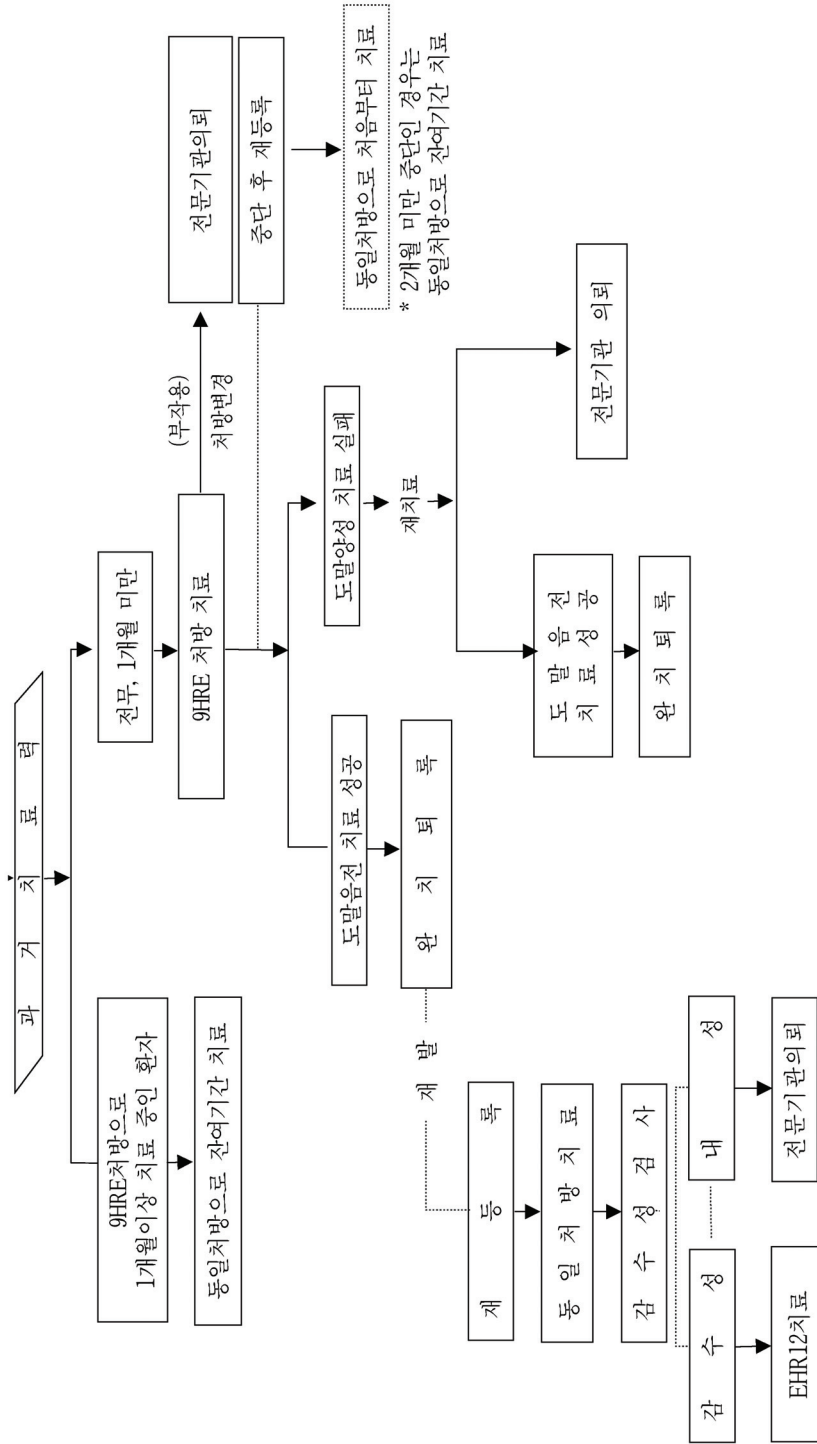 과 거 치 료 력
9HRE처방으로
1개월이상 치료 중인 환자
동일처방으로 잔여기간 치료
전무, 1개월 미만
9HRE 처방 치료
(부작용)
처방변경
전문기관의뢰
중단 후 재등록
동일처방으로 처음부터 치료
* 2개월 미만 중단인 경우는
동일처방으로 잔여기간 치료
도말음전 치료 성공
완 치 퇴 록
도말양성 치료 실패
재치료
도 말 음 전
치 료 성 공
완 치 퇴 록
전문기관 의뢰
재 발
재 등 록
동 일 처 방 치 료
감 수 성 검 사
감 수 성
내 성
EHR12치료
전문기관의뢰